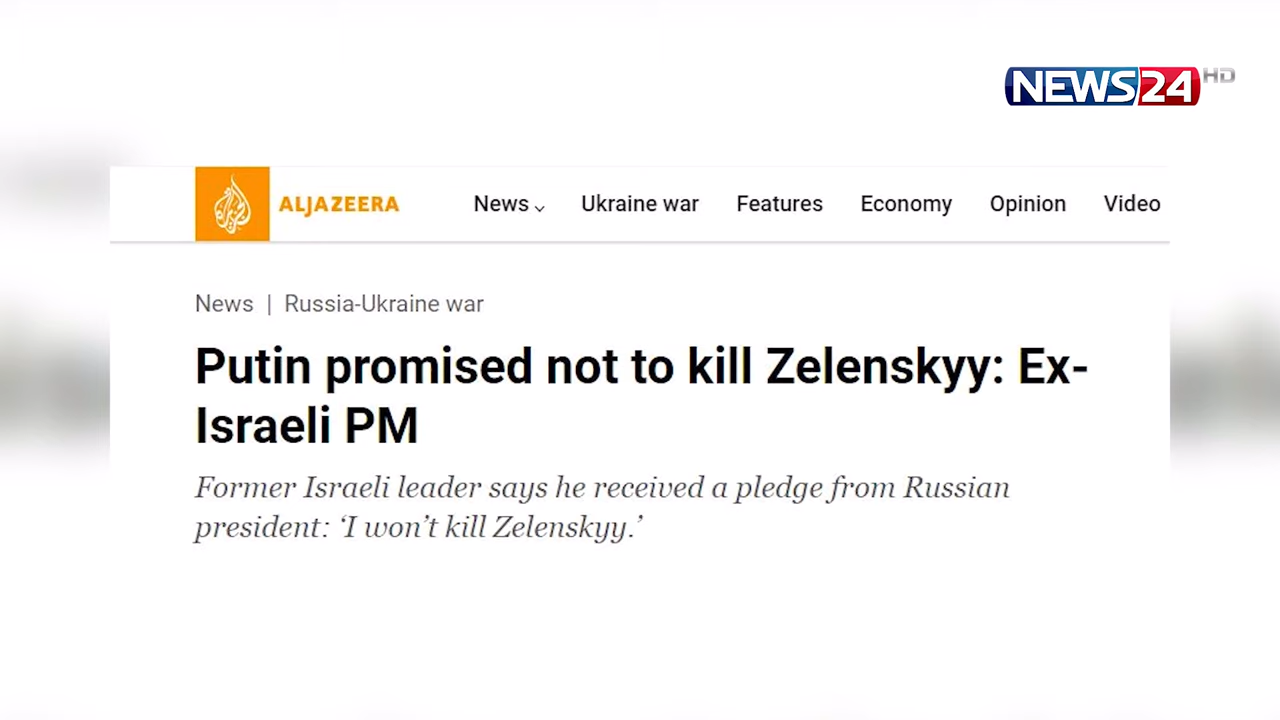 NEWS24 HD
ALJAZEERA News Ukraine war Features Economy Opinion Video
News | Russia-Ukraine war
Putin promised not to kill Zelenskyy: Ex-
Israeli PM
Former Israeli leader says he received a pledge from Russian
president: ‘I won’t kill Zelenskyy.’